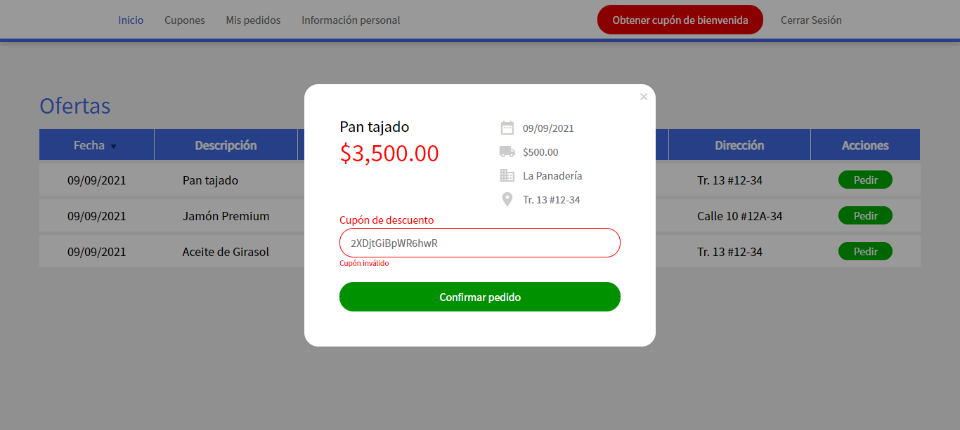 Inicio Cupones Mis pedidos Información personal Obtener cupón de bienvenida Cerrar Sesión
Ofertas
Fecha ▼ Descripción Dirección Acciones
09/09/2021 Pan tajado Tr. 13 #12-34 Pedir
09/09/2021 Jamón Premium Calle 10 #12A-34 Pedir
09/09/2021 Aceite de Girasol Tr. 13 #12-34 Pedir
×
Pan tajado
$3,500.00
09/09/2021
$500.00
La Panadería
Tr. 13 #12-34
Cupón de descuento
2XDjtGiBpWR6hwR
Cupón inválido
Confirmar pedido